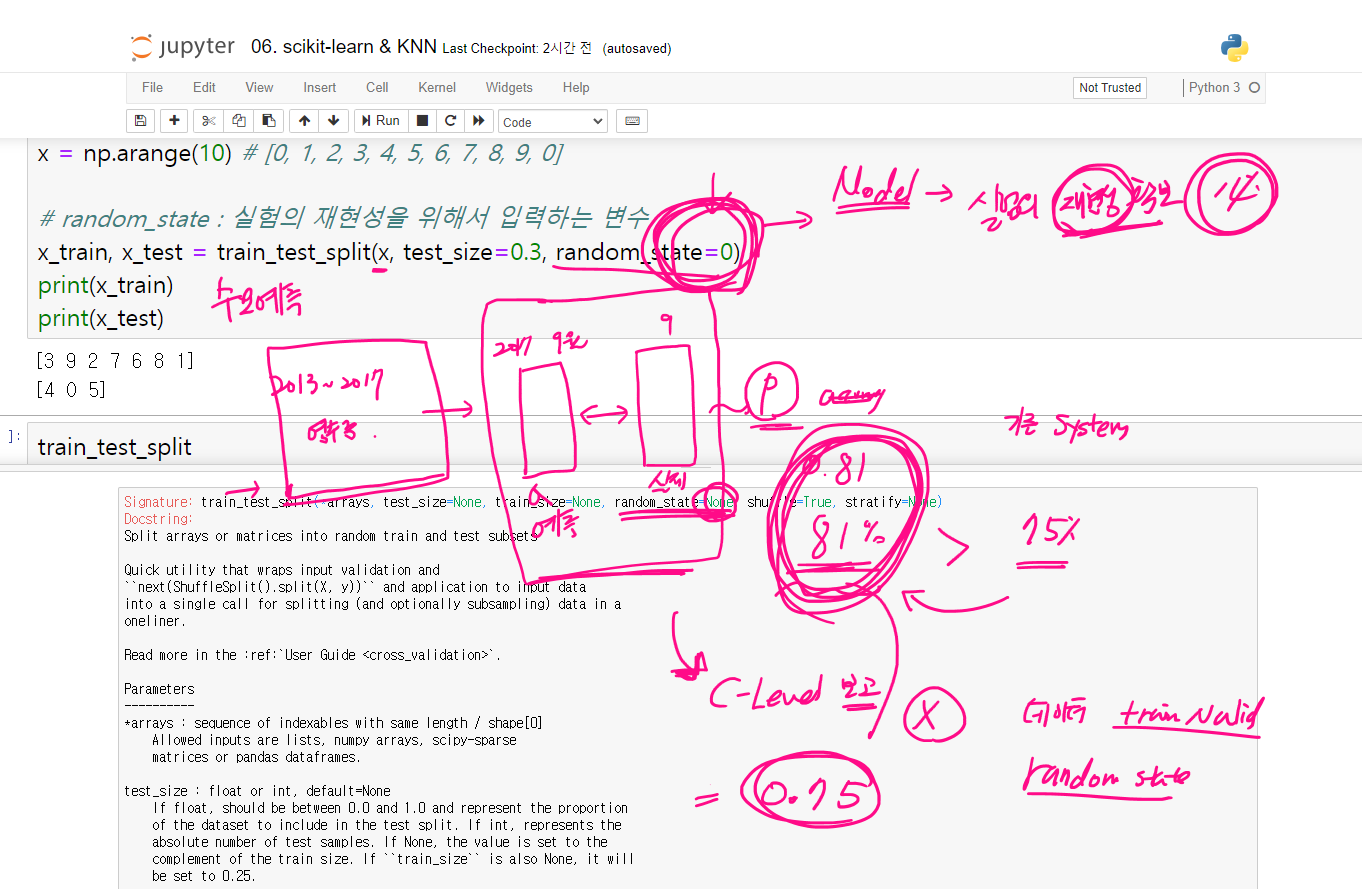 jupyter 06. scikit-learn & KNN Last Checkpoint: 2시간 전 (autosaved)
File Edit View Insert Cell Kernel Widgets Help
Not Trusted Python 3
Run Code
x = np.arange(10) # [0, 1, 2, 3, 4, 5, 6, 7, 8, 9, 0]
Model → 실험의 재현성
# random_state : 실험의 재현성을 위해서 입력하는 변수
x_train, x_test = train_test_split(x, test_size=0.3, random_state=0)
print(x_train)
수요예측
print(x_test)
9
2017 9월
[3 9 2 7 6 8 1]
[4 0 5]
2013~2017
P
기존 System
]:
train_test_split
0.81
실제
Signature: train_test_split(*arrays, test_size=None, train_size=None, random_state=None, shuffle=True, stratify=None)
Docstring:
예측
81% > 75%
Split arrays or matrices into random train and test subsets
Quick utility that wraps input validation and
``next(ShuffleSplit().split(X, y))`` and application to input data
into a single call for splitting (and optionally subsampling) data in a
oneliner.
Read more in the :ref:`User Guide <cross_validation>`.
C-Level 보고 X
데이터 train valid
Parameters
----------
*arrays : sequence of indexables with same length / shape[0]
Allowed inputs are lists, numpy arrays, scipy-sparse
matrices or pandas dataframes.
random state
= 0.75
test_size : float or int, default=None
If float, should be between 0.0 and 1.0 and represent the proportion
of the dataset to include in the test split. If int, represents the
absolute number of test samples. If None, the value is set to the
complement of the train size. If ``train_size`` is also None, it will
be set to 0.25.